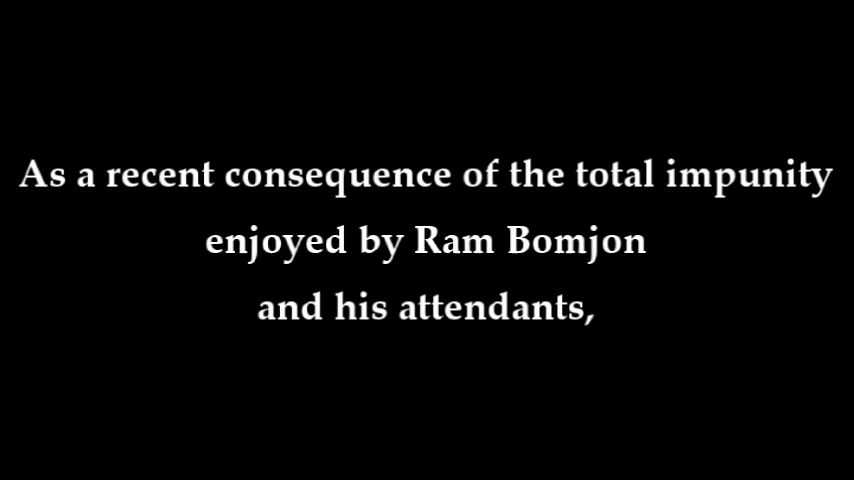 As a recent consequence of the total impunity
enjoyed by Ram Bomjon
and his attendants,